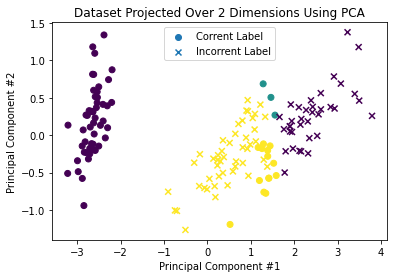 Dataset Projected Over 2 Dimensions Using PCA
Corrent Label
Incorrent Label
Principal Component #2
1.5
1.0
0.5
0.0
−0.5
−1.0
−3
−2
−1
0
1
2
3
4
Principal Component #1